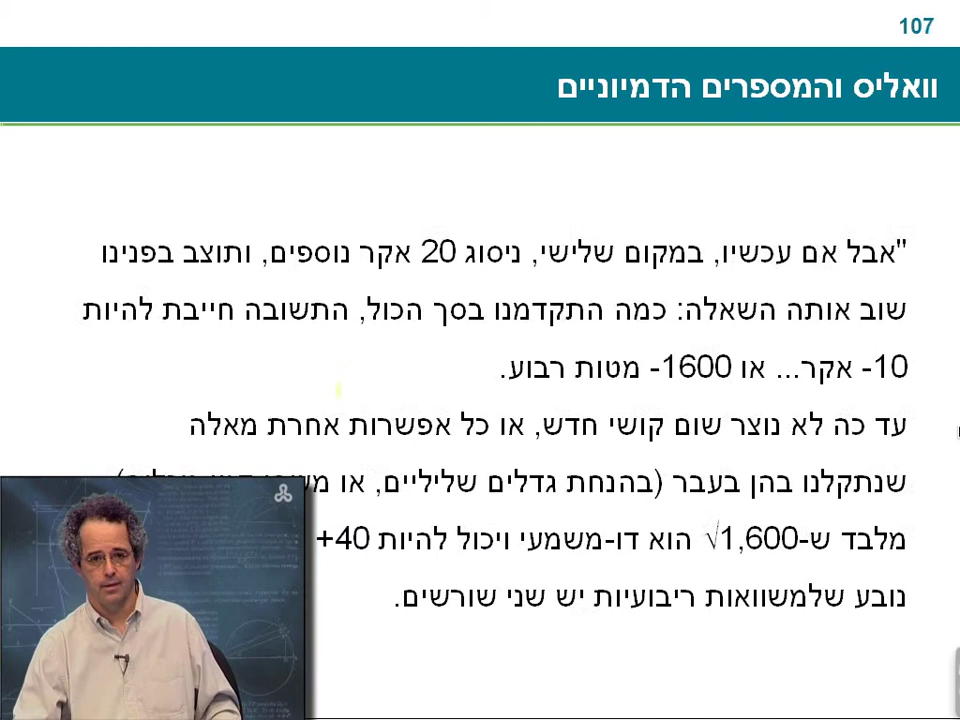 107
וואליס והמספרים הדמיוניים
"אבל אם עכשיו, במקום שלישי, ניסוג 20 אקר נוספים, ותוצב בפנינו
שוב אותה השאלה: כמה התקדמנו בסך הכול, התשובה חייבת להיות
10- אקר... או 1600- מטות רבוע.
עד כה לא נוצר שום קושי חדש, או כל אפשרות אחרת מאלה
שנתקלנו בהן בעבר (בהנחת גדלים שליליים, או
מלבד ש-√1,600 הוא דו-משמעי ויכול להיות 40+
נובע שלמשוואות ריבועיות יש שני שורשים.